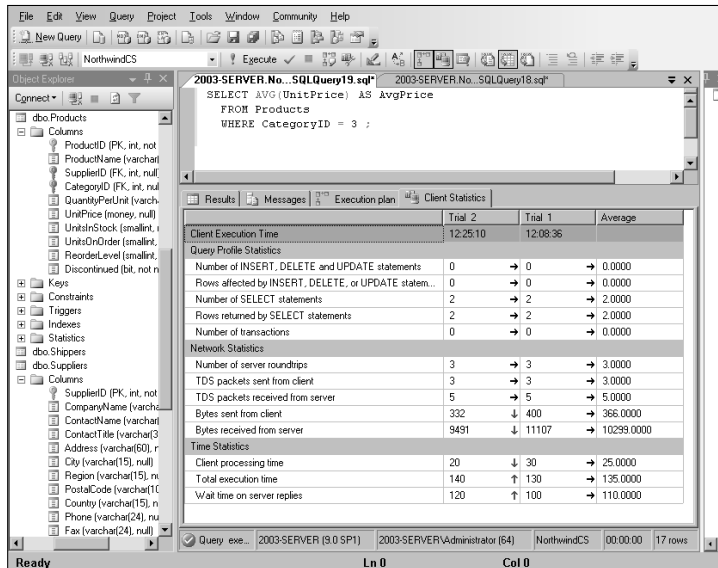 File Edit View Query Project Tools Window Community Help
New Query
NorthwindCS Execute
Object Explorer
Connect
dbo.Products
Columns
ProductID (PK, int, not
ProductName (varchar(
SupplierID (FK, int, null)
CategoryID (FK, int, nul
QuantityPerUnit (varch
UnitPrice (money, null)
UnitsInStock (smallint, r
UnitsOnOrder (smallint,
ReorderLevel (smallint,
Discontinued (bit, not n
Keys
Constraints
Triggers
Indexes
Statistics
dbo.Shippers
dbo.Suppliers
Columns
SupplierID (PK, int, not
CompanyName (varcha
ContactName (varchar(
ContactTitle (varchar(3
Address (varchar(60), r
City (varchar(15), null)
Region (varchar(15), nu
PostalCode (varchar(10
Country (varchar(15), n
Phone (varchar(24), nu
Fax (varchar(24), null)
2003-SERVER.No...SQLQuery19.sql* 2003-SERVER.No...SQLQuery18.sql*
SELECT AVG(UnitPrice) AS AvgPrice
FROM Products
WHERE CategoryID = 3 ;
Results Messages Execution plan Client Statistics
Trial 2 Trial 1 Average
Client Execution Time 12:25:10 12:08:36
Query Profile Statistics
Number of INSERT, DELETE and UPDATE statements 0 → 0 → 0.0000
Rows affected by INSERT, DELETE, or UPDATE statem... 0 → 0 → 0.0000
Number of SELECT statements 2 → 2 → 2.0000
Rows returned by SELECT statements 2 → 2 → 2.0000
Number of transactions 0 → 0 → 0.0000
Network Statistics
Number of server roundtrips 3 → 3 → 3.0000
TDS packets sent from client 3 → 3 → 3.0000
TDS packets received from server 5 → 5 → 5.0000
Bytes sent from client 332 ↓ 400 → 366.0000
Bytes received from server 9491 ↓ 11107 → 10299.0000
Time Statistics
Client processing time 20 ↓ 30 → 25.0000
Total execution time 140 ↑ 130 → 135.0000
Wait time on server replies 120 ↑ 100 → 110.0000
Query exe... 2003-SERVER (9.0 SP1) 2003-SERVER\Administrator (64) NorthwindCS 00:00:00 17 rows
Ready Ln 0 Col 0